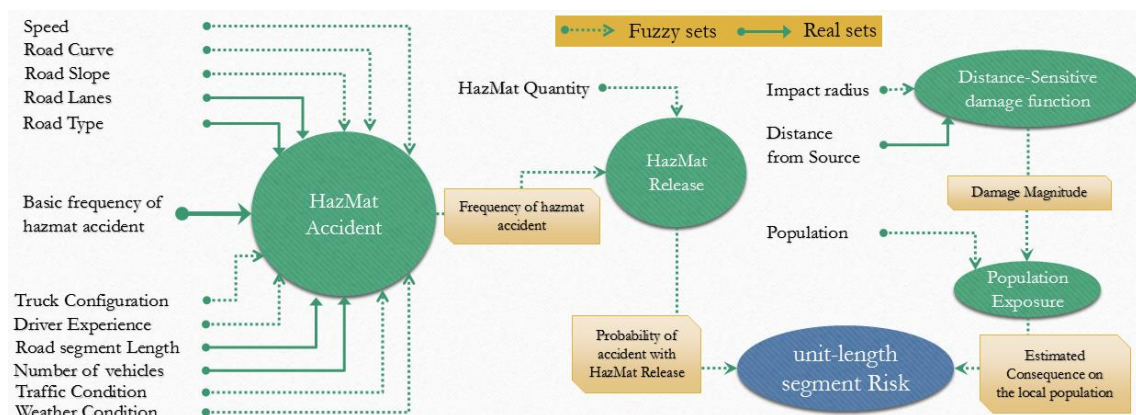 Speed
Road Curve
Road Slope
Road Lanes
Road Type
Basic frequency of
hazmat accident
Truck Configuration
Driver Experience
Road segment Length
Number of vehicles
Traffic Condition
Weather Condition
HazMat
Accident
Frequency of hazmat
accident
Fuzzy sets
Real sets
HazMat Quantity
HazMat
Release
Probability of
accident with
HazMat Release
Impact radius
Distance
from Source
Distance-Sensitive
damage function
Damage Magnitude
Population
Population
Exposure
Estimated
Consequence on
the local population
unit-length
segment Risk